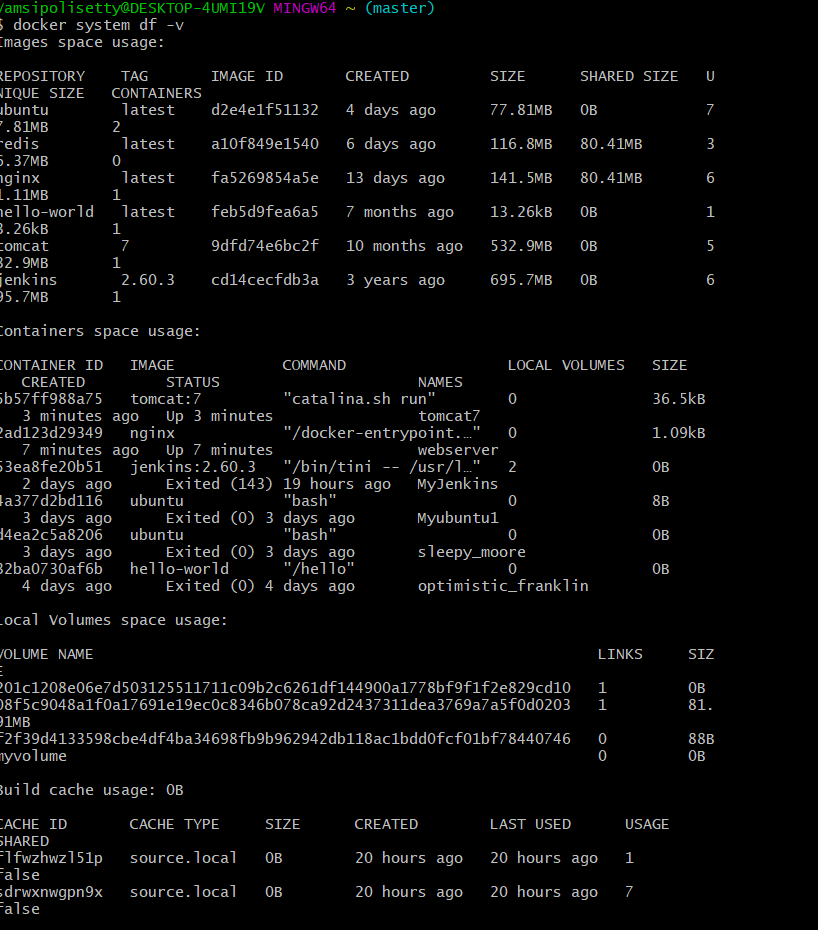 Vamsipolisetty@DESKTOP-4UMI19V MINGW64 ~ (master)
$ docker system df -v
Images space usage:
REPOSITORY TAG IMAGE ID CREATED SIZE SHARED SIZE U
NIQUE SIZE CONTAINERS
ubuntu latest d2e4e1f51132 4 days ago 77.81MB 0B 7
7.81MB 2
redis latest a10f849e1540 6 days ago 116.8MB 80.41MB 3
6.37MB 0
nginx latest fa5269854a5e 13 days ago 141.5MB 80.41MB 6
1.11MB 1
hello-world latest feb5d9fea6a5 7 months ago 13.26kB 0B 1
3.26kB 1
tomcat 7 9dfd74e6bc2f 10 months ago 532.9MB 0B 5
32.9MB 1
jenkins 2.60.3 cd14cecfdb3a 3 years ago 695.7MB 0B 6
95.7MB 1
Containers space usage:
CONTAINER ID IMAGE COMMAND LOCAL VOLUMES SIZE
CREATED STATUS NAMES
5b57ff988a75 tomcat:7 "catalina.sh run" 0 36.5kB
3 minutes ago Up 3 minutes tomcat7
2ad123d29349 nginx "/docker-entrypoint.…" 0 1.09kB
7 minutes ago Up 7 minutes webserver
53ea8fe20b51 jenkins:2.60.3 "/bin/tini -- /usr/l…" 2 0B
2 days ago Exited (143) 19 hours ago MyJenkins
4a377d2bd116 ubuntu "bash" 0 8B
3 days ago Exited (0) 3 days ago Myubuntu1
d4ea2c5a8206 ubuntu "bash" 0 0B
3 days ago Exited (0) 3 days ago sleepy_moore
32ba0730af6b hello-world "/hello" 0 0B
4 days ago Exited (0) 4 days ago optimistic_franklin
Local Volumes space usage:
VOLUME NAME LINKS SIZ
E
201c1208e06e7d503125511711c09b2c6261df144900a1778bf9f1f2e829cd10 1 0B
08f5c9048a1f0a17691e19ec0c8346b078ca92d2437311dea3769a7a5f0d0203 1 81.
91MB
f2f39d4133598cbe4df4ba34698fb9b962942db118ac1bdd0fcf01bf78440746 0 88B
myvolume 0 0B
Build cache usage: 0B
CACHE ID CACHE TYPE SIZE CREATED LAST USED USAGE
SHARED
flfwzhwzl51p source.local 0B 20 hours ago 20 hours ago 1
false
sdrwxnwgpn9x source.local 0B 20 hours ago 20 hours ago 7
false